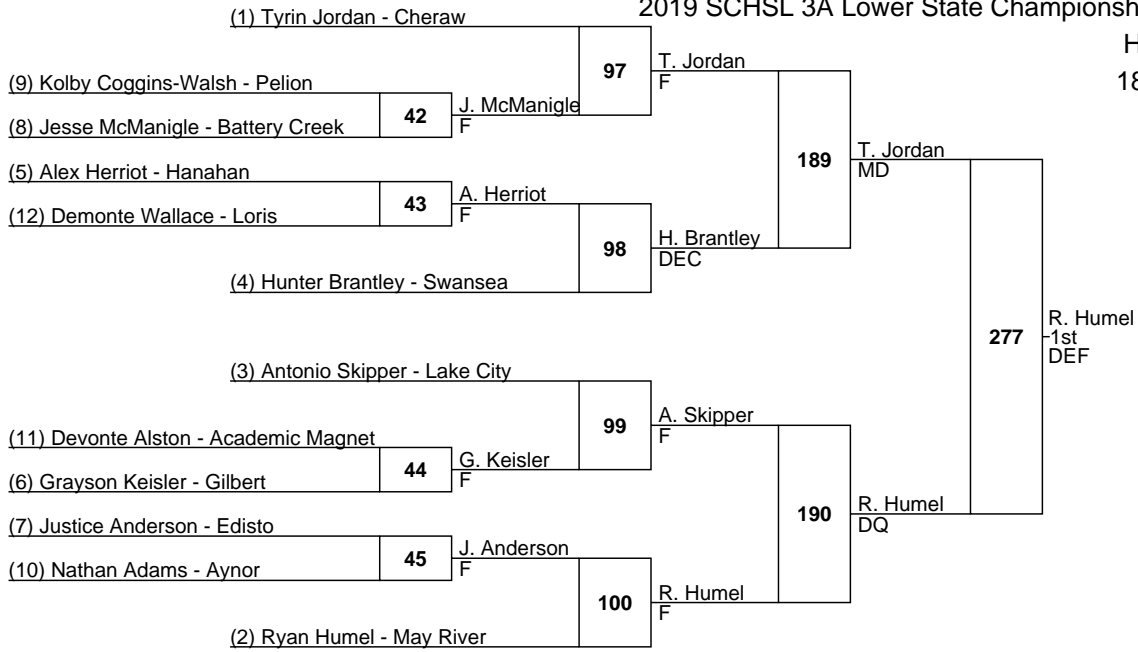 2019 SCHSL 3A Lower State Championsh
H
18
(1) Tyrin Jordan - Cheraw
97
T. Jordan
F
(9) Kolby Coggins-Walsh - Pelion
42
J. McManigle
F
(8) Jesse McManigle - Battery Creek
189
T. Jordan
MD
(5) Alex Herriot - Hanahan
43
A. Herriot
F
(12) Demonte Wallace - Loris
98
H. Brantley
DEC
(4) Hunter Brantley - Swansea
277
R. Humel
1st
DEF
(3) Antonio Skipper - Lake City
99
A. Skipper
F
(11) Devonte Alston - Academic Magnet
44
G. Keisler
F
(6) Grayson Keisler - Gilbert
190
R. Humel
DQ
(7) Justice Anderson - Edisto
45
J. Anderson
F
(10) Nathan Adams - Aynor
100
R. Humel
F
(2) Ryan Humel - May River